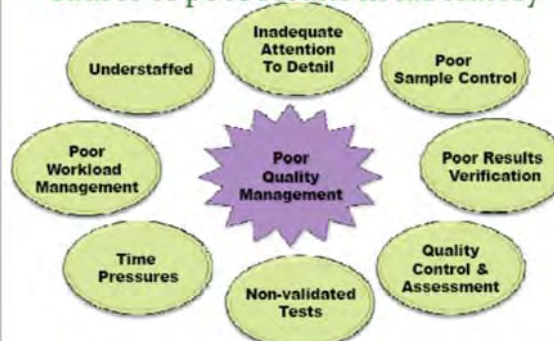 Inadequate
Attention
To Detail
Understaffed
Poor
Sample Control
Poor
Workload
Management
Poor
Quality
Management
Poor Results
Verification
Time
Pressures
Quality
Control &
Assessment
Non-validated
Tests